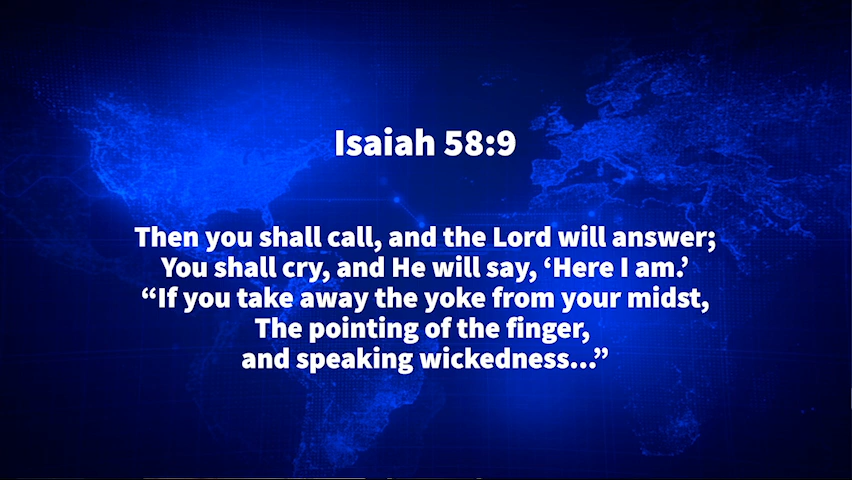 Isaiah 58:9
Then you shall call, and the Lord will answer;
You shall cry, and He will say, ‘Here I am.’
“If you take away the yoke from your midst,
The pointing of the finger,
and speaking wickedness...”